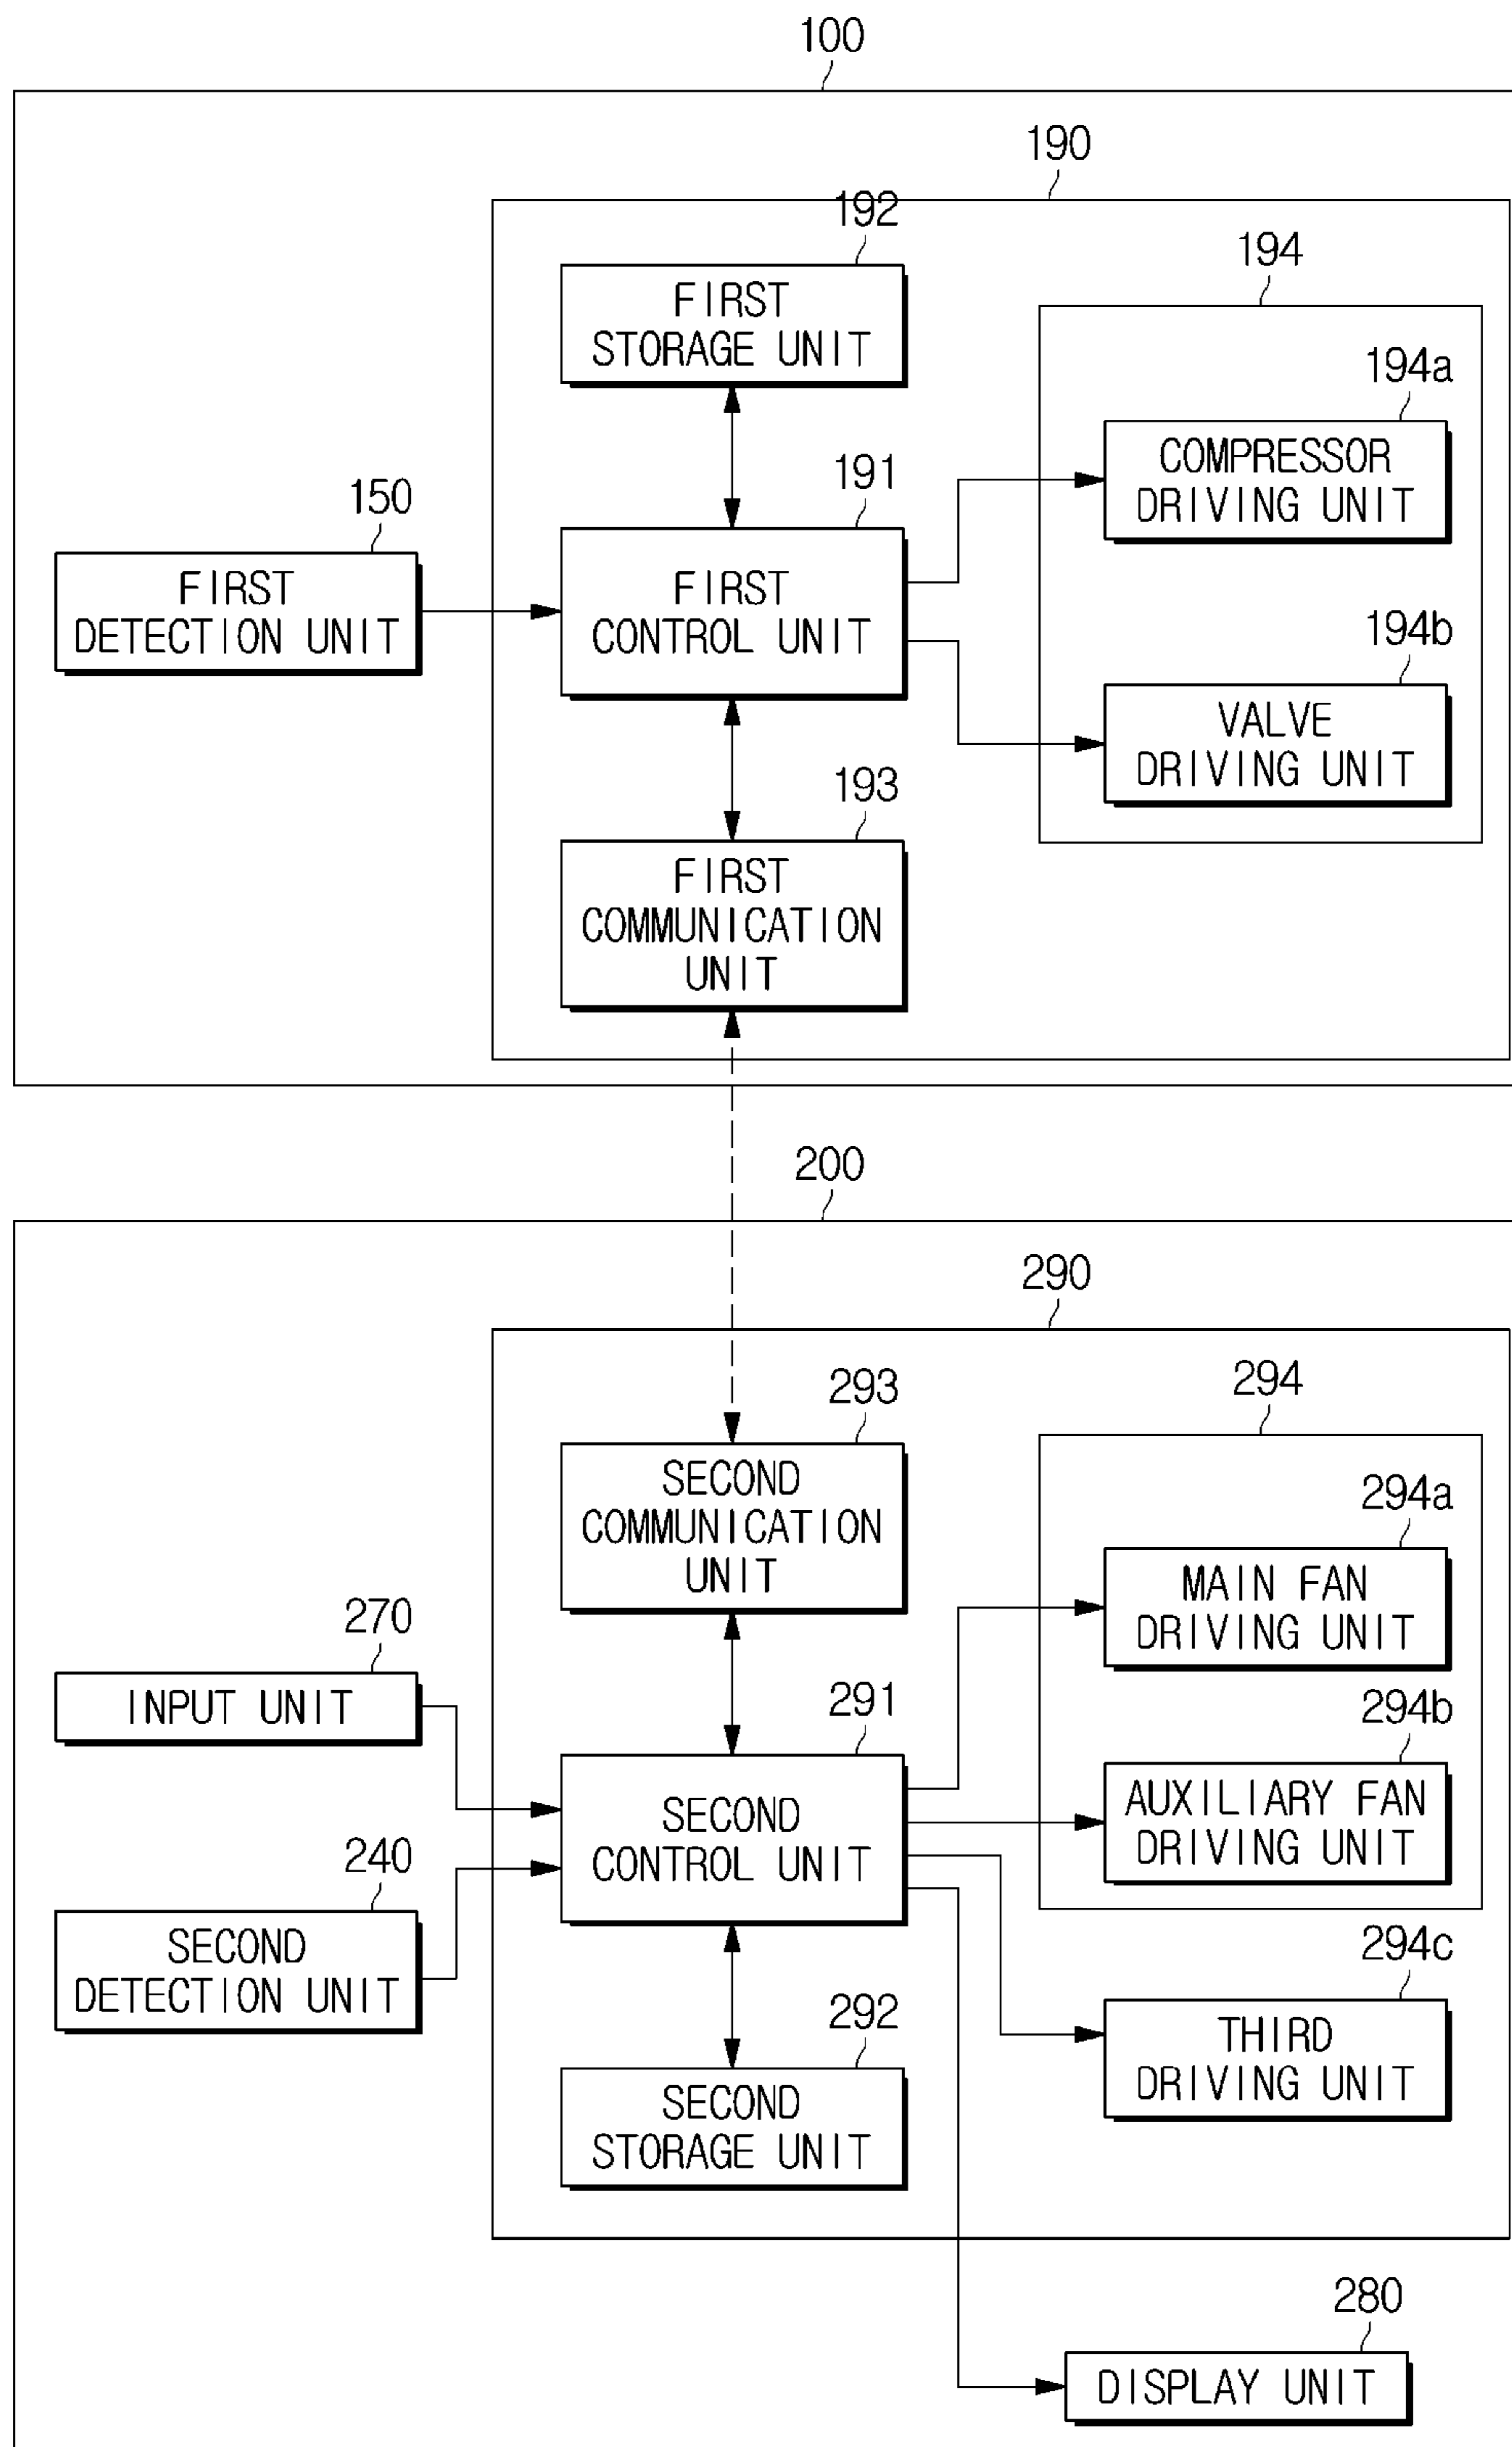 100
190
192
FIRST
STORAGE UNIT
194
194a
COMPRESSOR
DRIVING UNIT
150
FIRST
DETECTION UNIT
191
FIRST
CONTROL UNIT
194b
VALVE
DRIVING UNIT
193
FIRST
COMMUNICATION
UNIT
200
290
293
SECOND
COMMUNICATION
UNIT
294
294a
MAIN FAN
DRIVING UNIT
270
INPUT UNIT
291
SECOND
CONTROL UNIT
294b
AUXILIARY FAN
DRIVING UNIT
240
SECOND
DETECTION UNIT
294c
THIRD
DRIVING UNIT
292
SECOND
STORAGE UNIT
280
DISPLAY UNIT